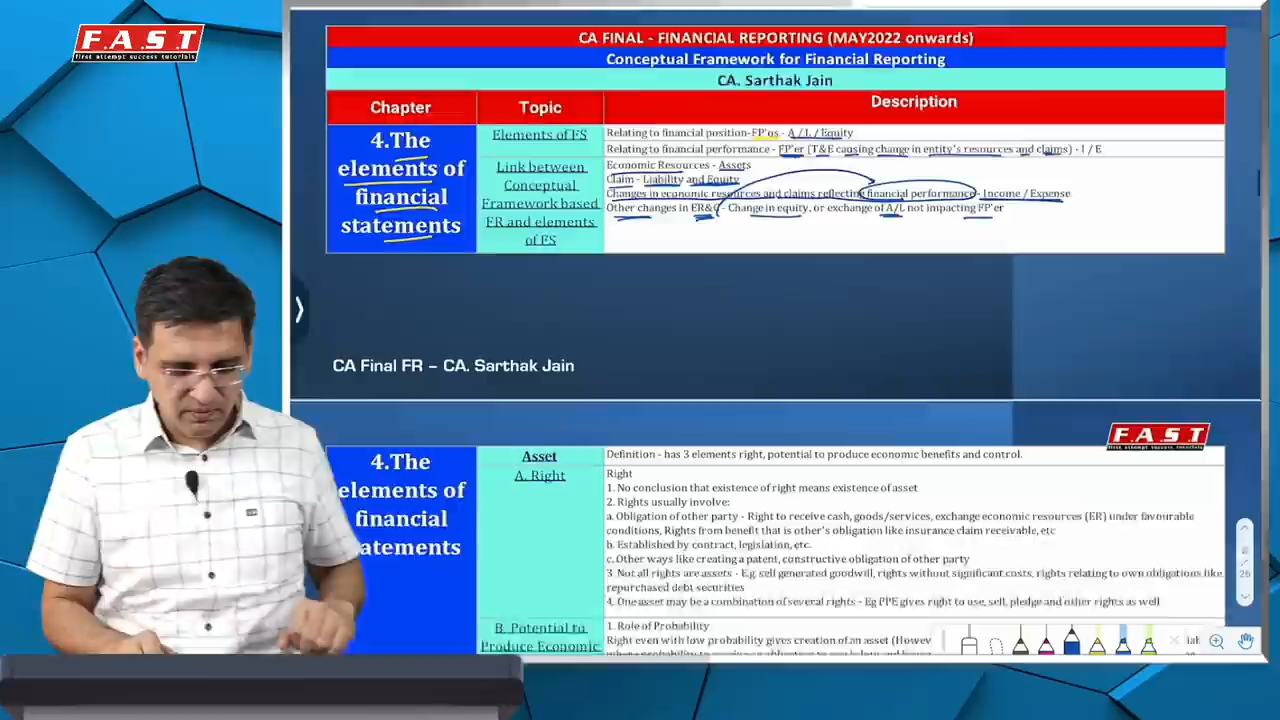 F.A.S.T
first attempt success tutorials
CA FINAL - FINANCIAL REPORTING (MAY2022 onwards)
Conceptual Framework for Financial Reporting
CA. Sarthak Jain
Chapter
Topic
Description
4.The
elements of
financial
statements
Elements of FS
Relating to financial position-FP'os - A / L / Equity
Relating to financial performance - FP'er (T&E causing change in entity's resources and claims) - I / E
Link between
Conceptual
Framework based
FR and elements
of FS
Economic Resources - Assets
Claim - Liability and Equity
Changes in economic resources and claims reflecting financial performance - Income / Expense
Other changes in ER&C - Change in equity, or exchange of A/L not impacting FP'er
CA Final FR – CA. Sarthak Jain
F.A.S.T
first attempt success tutorials
4.The
elements of
financial
atements
Asset
Definition - has 3 elements right, potential to produce economic benefits and control.
A. Right
Right
1. No conclusion that existence of right means existence of asset
2. Rights usually involve:
a. Obligation of other party - Right to receive cash, goods/services, exchange economic resources (ER) under favourable
conditions, Rights from benefit that is other's obligation like insurance claim receivable, etc
b. Established by contract, legislation, etc.
c. Other ways like creating a patent, constructive obligation of other party
3. Not all rights are assets - E.g. self generated goodwill, rights without significant costs, rights relating to own obligations like
repurchased debt securities
4. One asset may be a combination of several rights - Eg PPE gives right to use, sell, pledge and other rights as well
B. Potential to
Produce Economic
1. Role of Probability
Right even with low probability gives creation of an asset (Howev
26